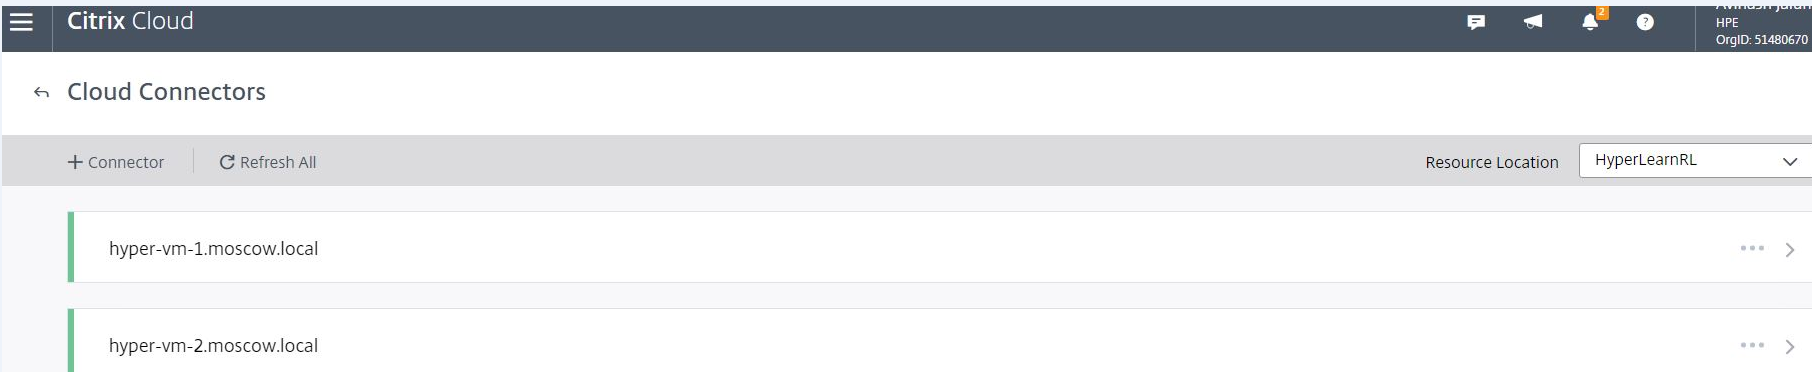 Citrix Cloud
2
HPE
OrgID: 51480670
Cloud Connectors
+ Connector
Refresh All
Resource Location
HyperLearnRL
hyper-vm-1.moscow.local
hyper-vm-2.moscow.local